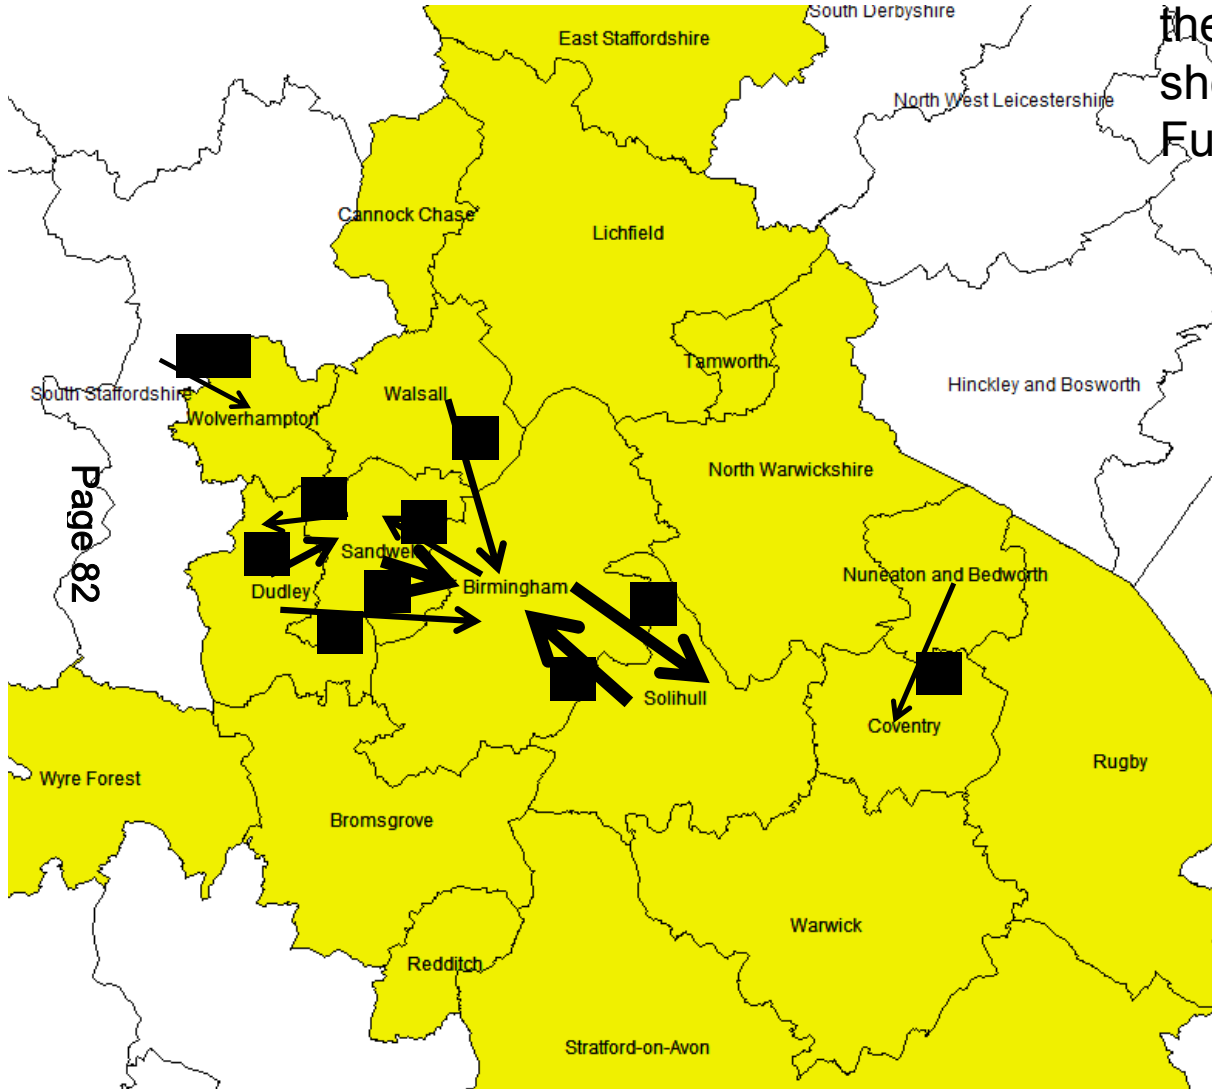 South Derbyshire
the
East Staffordshire
sho
North West Leicestershire
Fu
Cannock Chase
Lichfield
Tamworth
Hinckley and Bosworth
South Staffordshire
Walsall
Wolverhampton
North Warwickshire
Page 82
Sandwell
Nuneaton and Bedworth
Dudley
Birmingham
Solihull
Coventry
Rugby
Wyre Forest
Bromsgrove
Warwick
Redditch
Stratford-on-Avon